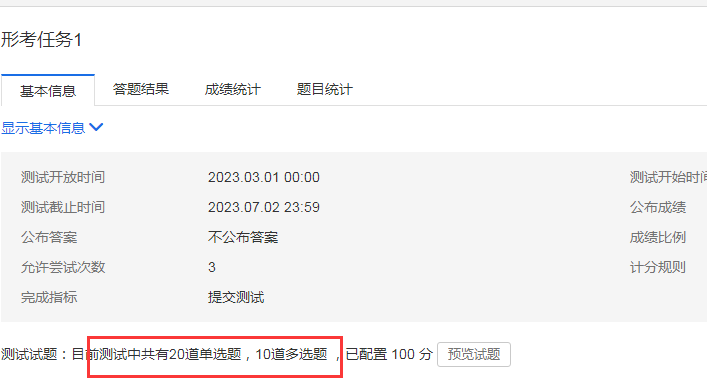 形考任务1
基本信息 答题结果 成绩统计 题目统计
显示基本信息
测试开放时间 2023.03.01 00:00 测试开始时间
测试截止时间 2023.07.02 23:59 公布成绩
公布答案 不公布答案 成绩比例
允许尝试次数 3 计分规则
完成指标 提交测试
测试试题：目前测试中共有20道单选题，10道多选题 ，已配置 100 分 预览试题